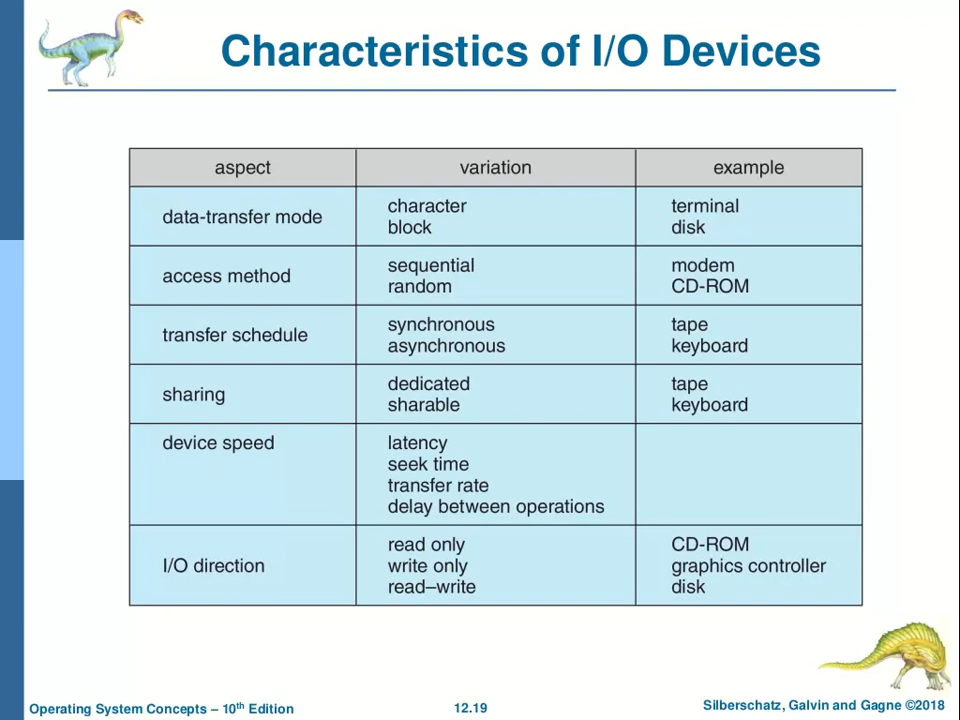 Characteristics of I/O Devices
aspect variation example
data-transfer mode character terminal
block disk
access method sequential modem
random CD-ROM
transfer schedule synchronous tape
asynchronous keyboard
sharing dedicated tape
sharable keyboard
device speed latency
seek time
transfer rate
delay between operations
I/O direction read only CD-ROM
write only graphics controller
read–write disk
Operating System Concepts – 10th Edition 12.19 Silberschatz, Galvin and Gagne ©2018